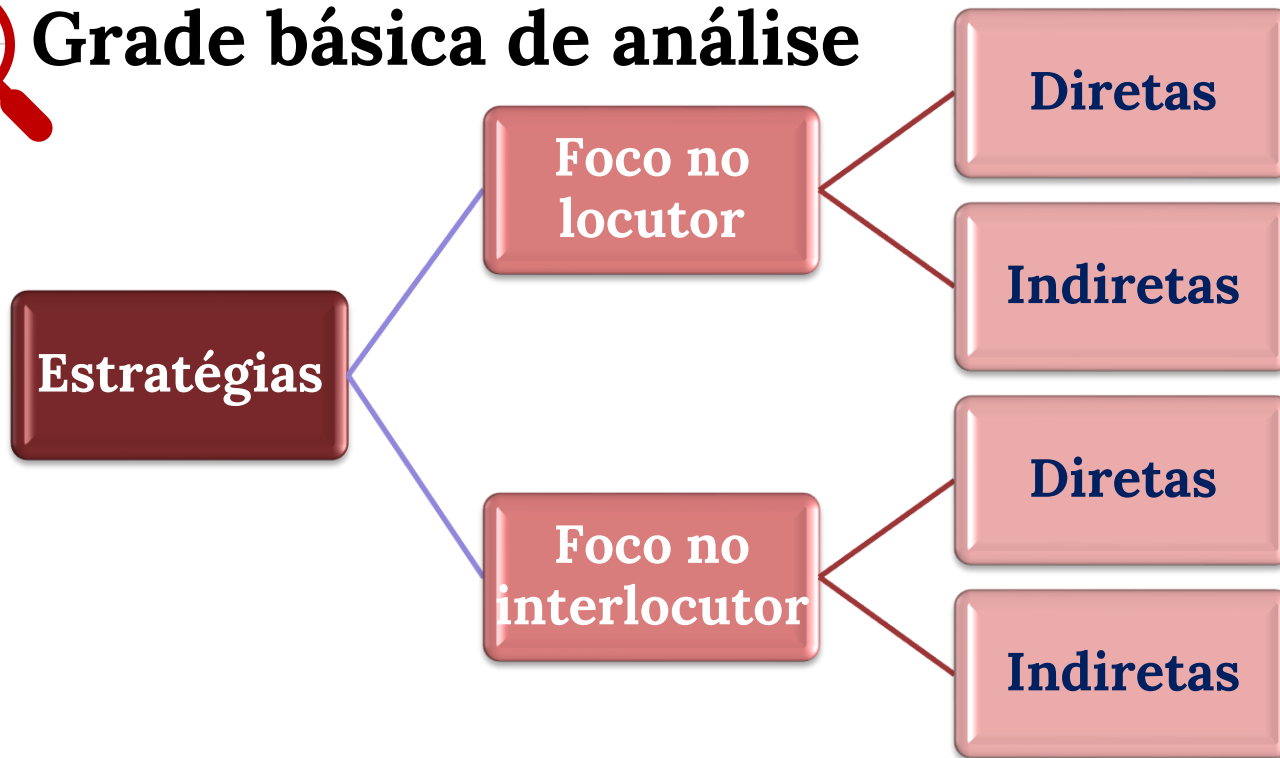 Grade básica de análise
Estratégias
Foco no
locutor
Diretas
Indiretas
Foco no
interlocutor
Diretas
Indiretas